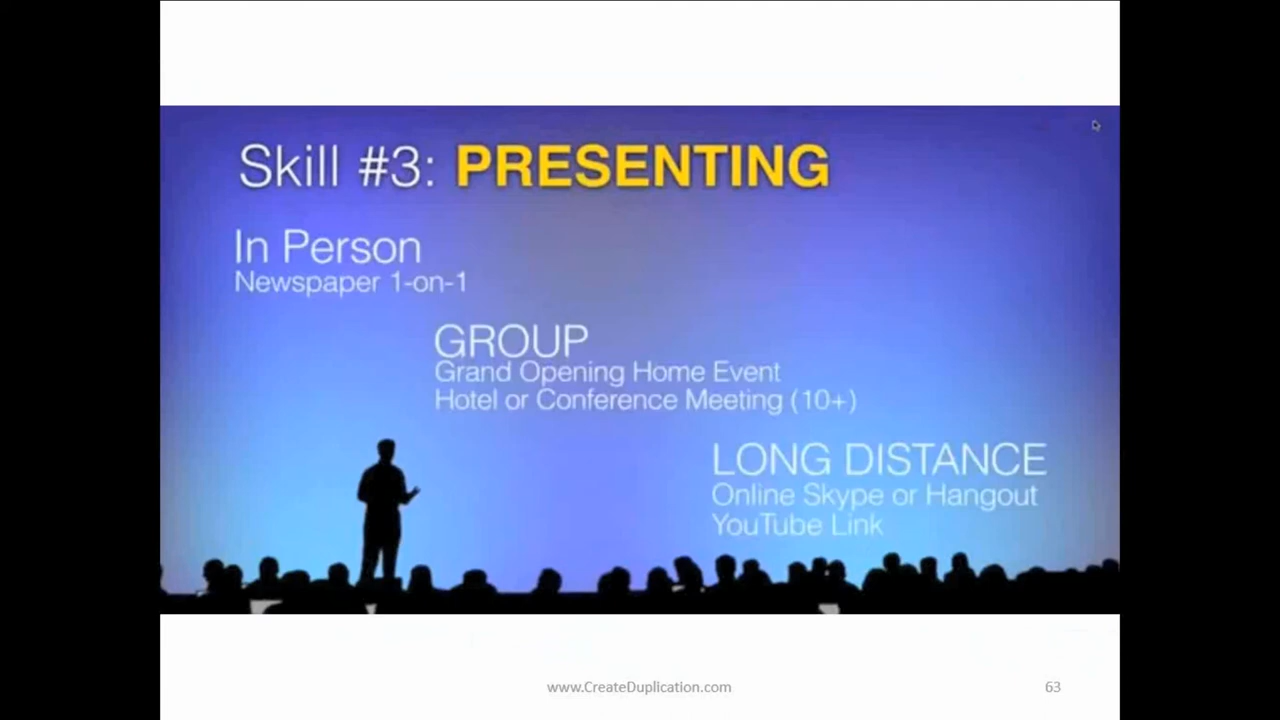 Skill #3: PRESENTING
In Person
Newspaper 1-on-1
GROUP
Grand Opening Home Event
Hotel or Conference Meeting (10+)
LONG DISTANCE
Online Skype or Hangout
YouTube Link
www.CreateDuplication.com
63